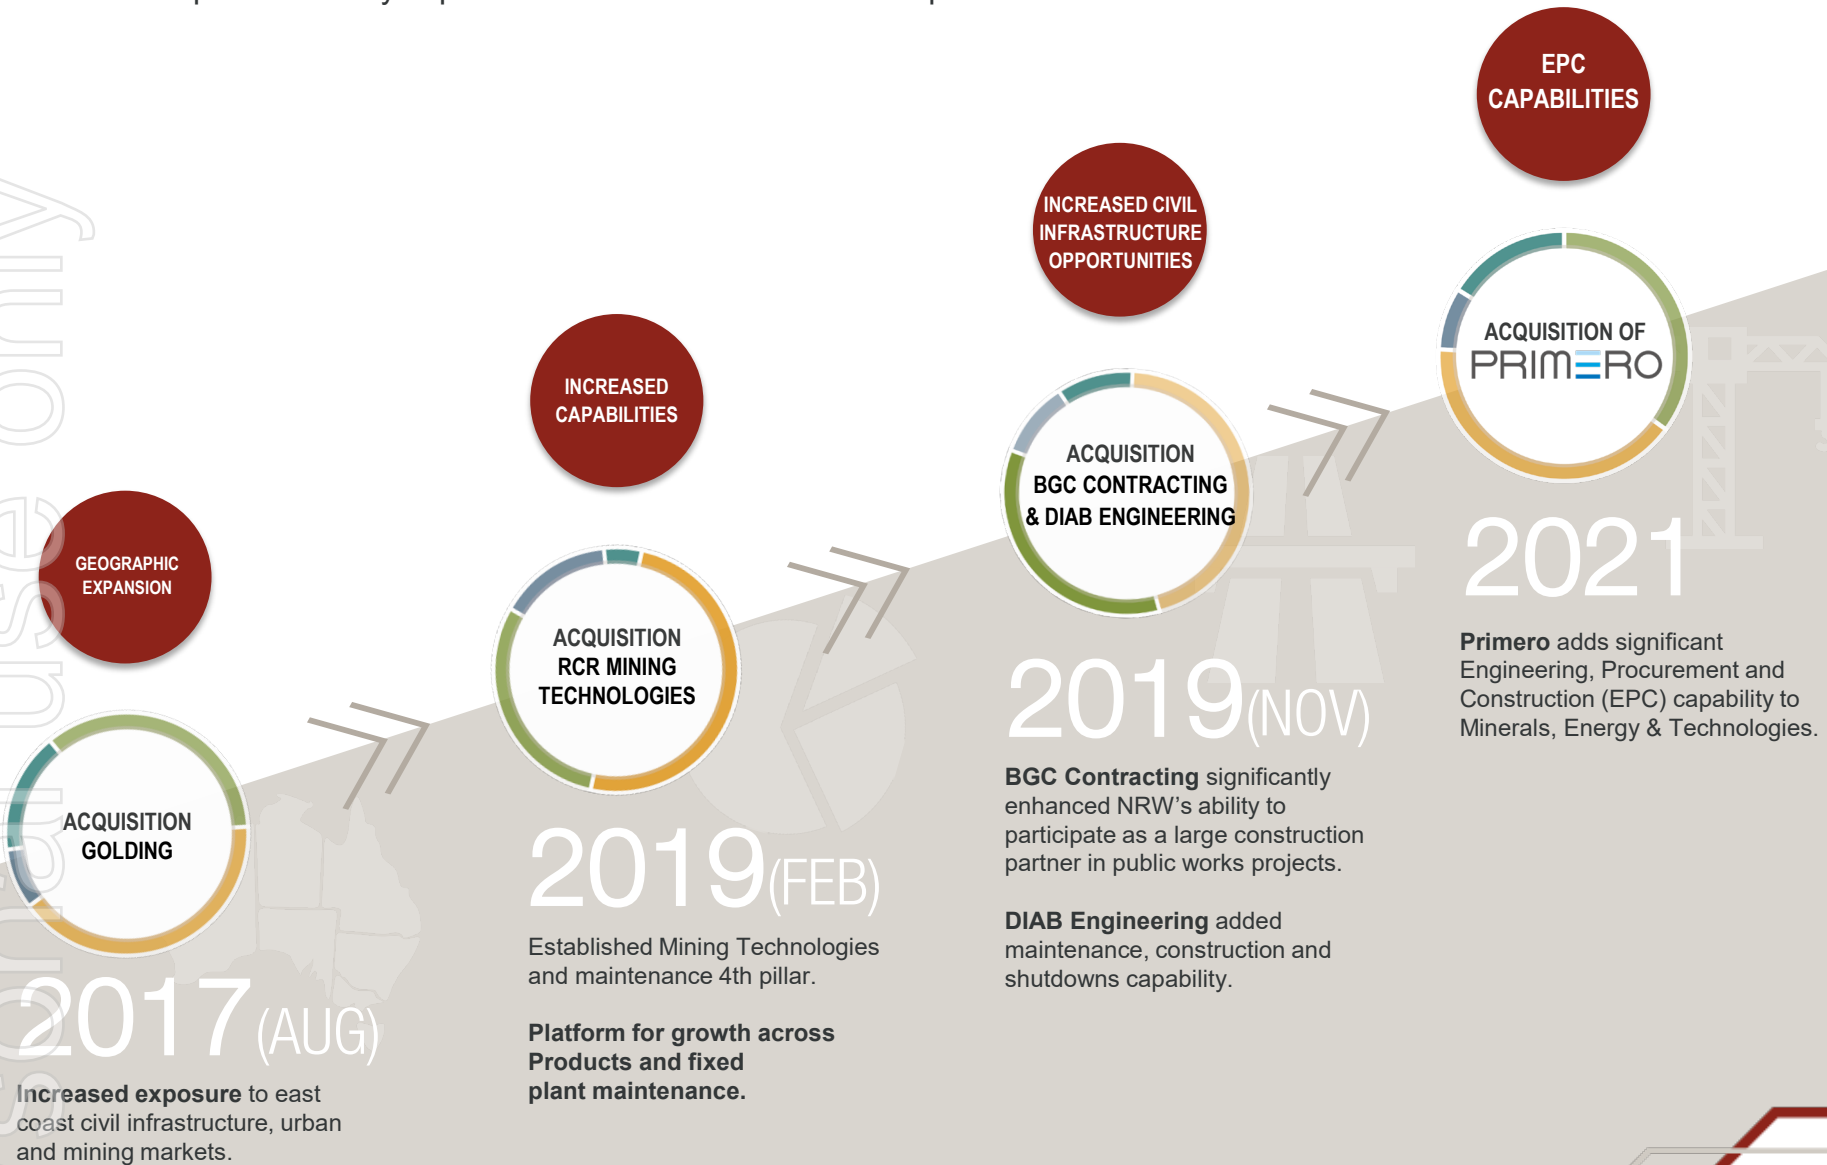 GEOGRAPHIC
EXPANSION
ACQUISITION
GOLDING
2017(AUG)
Increased exposure to east
coast civil infrastructure, urban
and mining markets.
INCREASED
CAPABILITIES
ACQUISITION
RCR MINING
TECHNOLOGIES
2019(FEB)
Established Mining Technologies
and maintenance 4th pillar.
Platform for growth across
Products and fixed
plant maintenance.
INCREASED CIVIL
INFRASTRUCTURE
OPPORTUNITIES
ACQUISITION
BGC CONTRACTING
& DIAB ENGINEERING
2019(NOV)
BGC Contracting significantly
enhanced NRW’s ability to
participate as a large construction
partner in public works projects.
DIAB Engineering added
maintenance, construction and
shutdowns capability.
EPC
CAPABILITIES
ACQUISITION OF
PRIMERO
2021
Primero adds significant
Engineering, Procurement and
Construction (EPC) capability to
Minerals, Energy & Technologies.
sonal use only